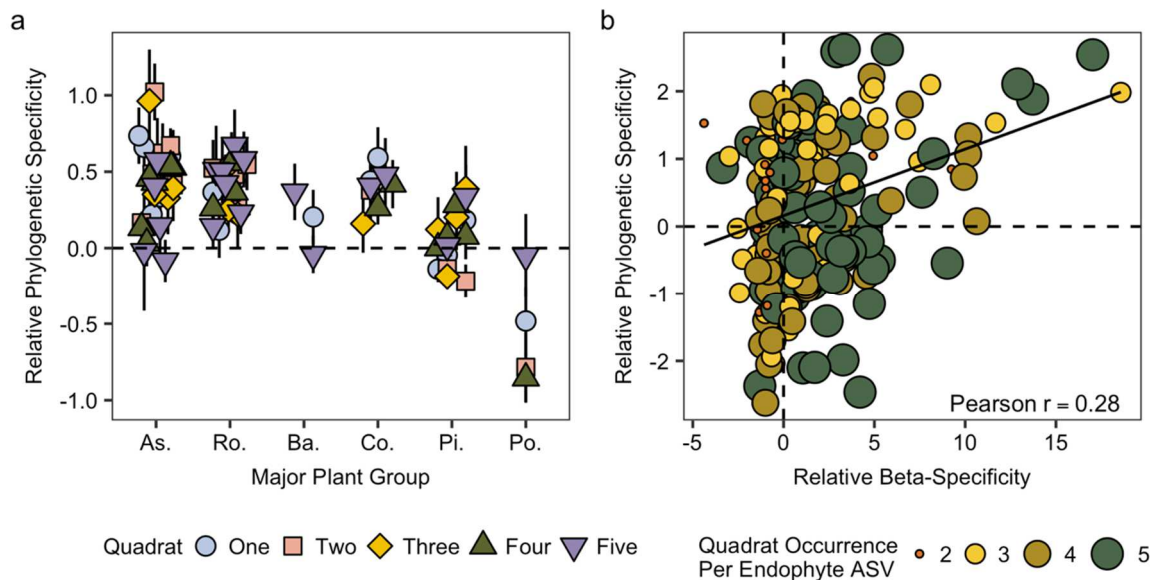 a
b
Relative Phylogenetic Specificity
1.0
0.5
0.0
-0.5
-1.0
As. Ro. Ba. Co. Pi. Po.
Major Plant Group
Quadrat One Two Three Four Five
Relative Phylogenetic Specificity
2
1
0
-1
-2
Pearson r = 0.28
-5 0 5 10 15
Relative Beta-Specificity
Quadrat Occurrence
Per Endophyte ASV
2 3 4 5